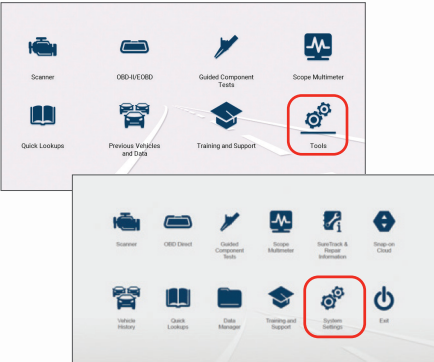 Scanner
OBD-II/EOBD
Guided Component
Tests
Scope Multimeter
Quick Lookups
Previous Vehicles
and Data
Training and Support
Tools
Scanner
OBD Direct
Guided
Component
Tests
Scope
Multimeter
SureTrack &
Repair
Information
Snap-on
Cloud
Vehicle
History
Quick
Lookups
Data
Manager
Training and
Support
System
Settings
Exit